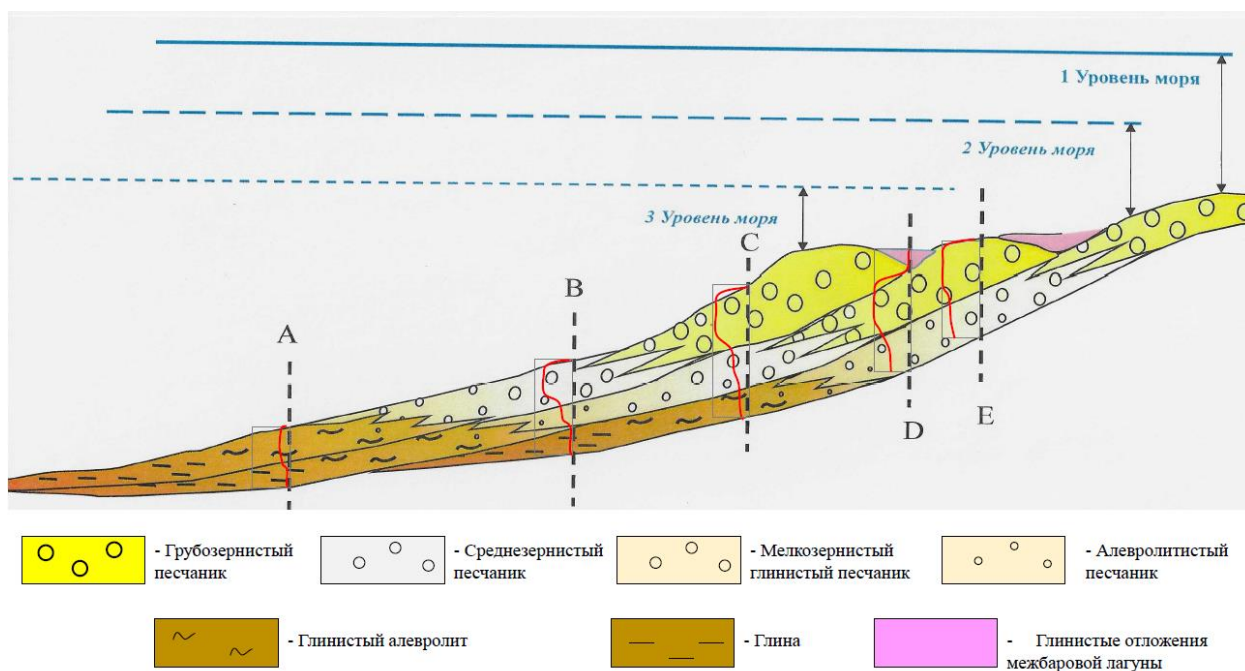 1 Уровень моря
2 Уровень моря
3 Уровень моря
A
B
C
D
E
- Грубозернистый
песчаник
- Среднезернистый
песчаник
- Мелкозернистый
глинистый песчаник
- Алевролитистый
песчаник
- Глинистый алевролит
- Глина
- Глинистые отложения
межбаровой лагуны